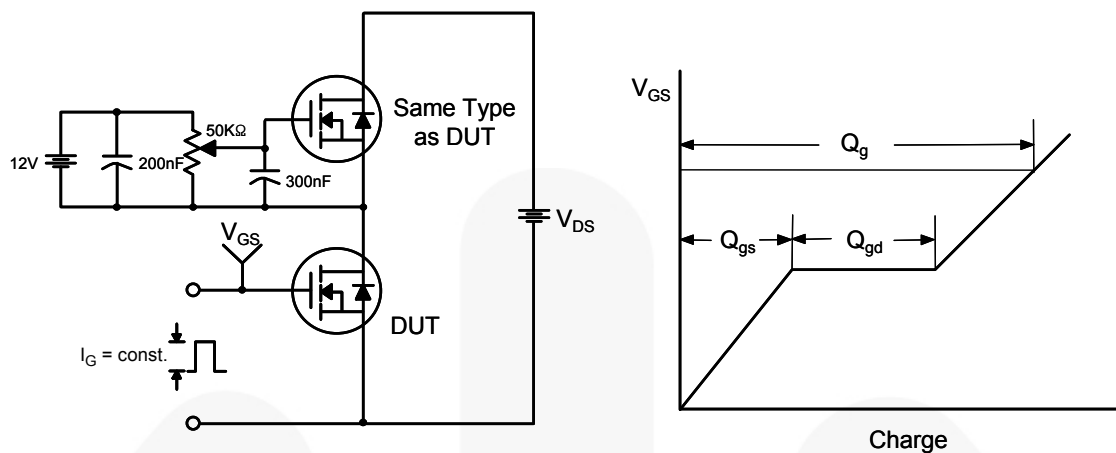 Same Type
as DUT
50KΩ
12V
200nF
300nF
V_GS
V_DS
DUT
I_G = const.
V_GS
Q_g
Q_gs
Q_gd
Charge